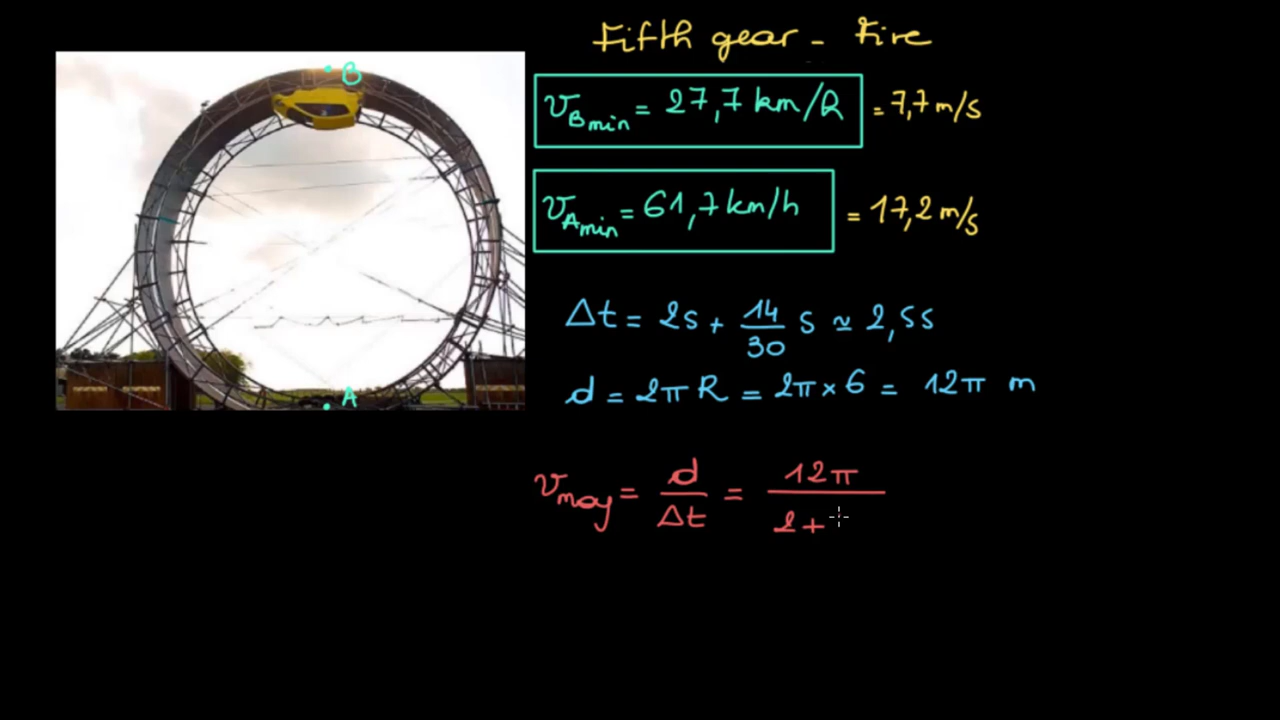 Fifth gear - Fire
B
v_Bmin = 27,7 km/h = 7,7 m/s
v_Amin = 61,7 km/h = 17,2 m/s
Δt = 2s + 14/30 s ≃ 2,5s
A
d = 2π R = 2π × 6 = 12π m
v_moy = d/Δt = 12π/2+